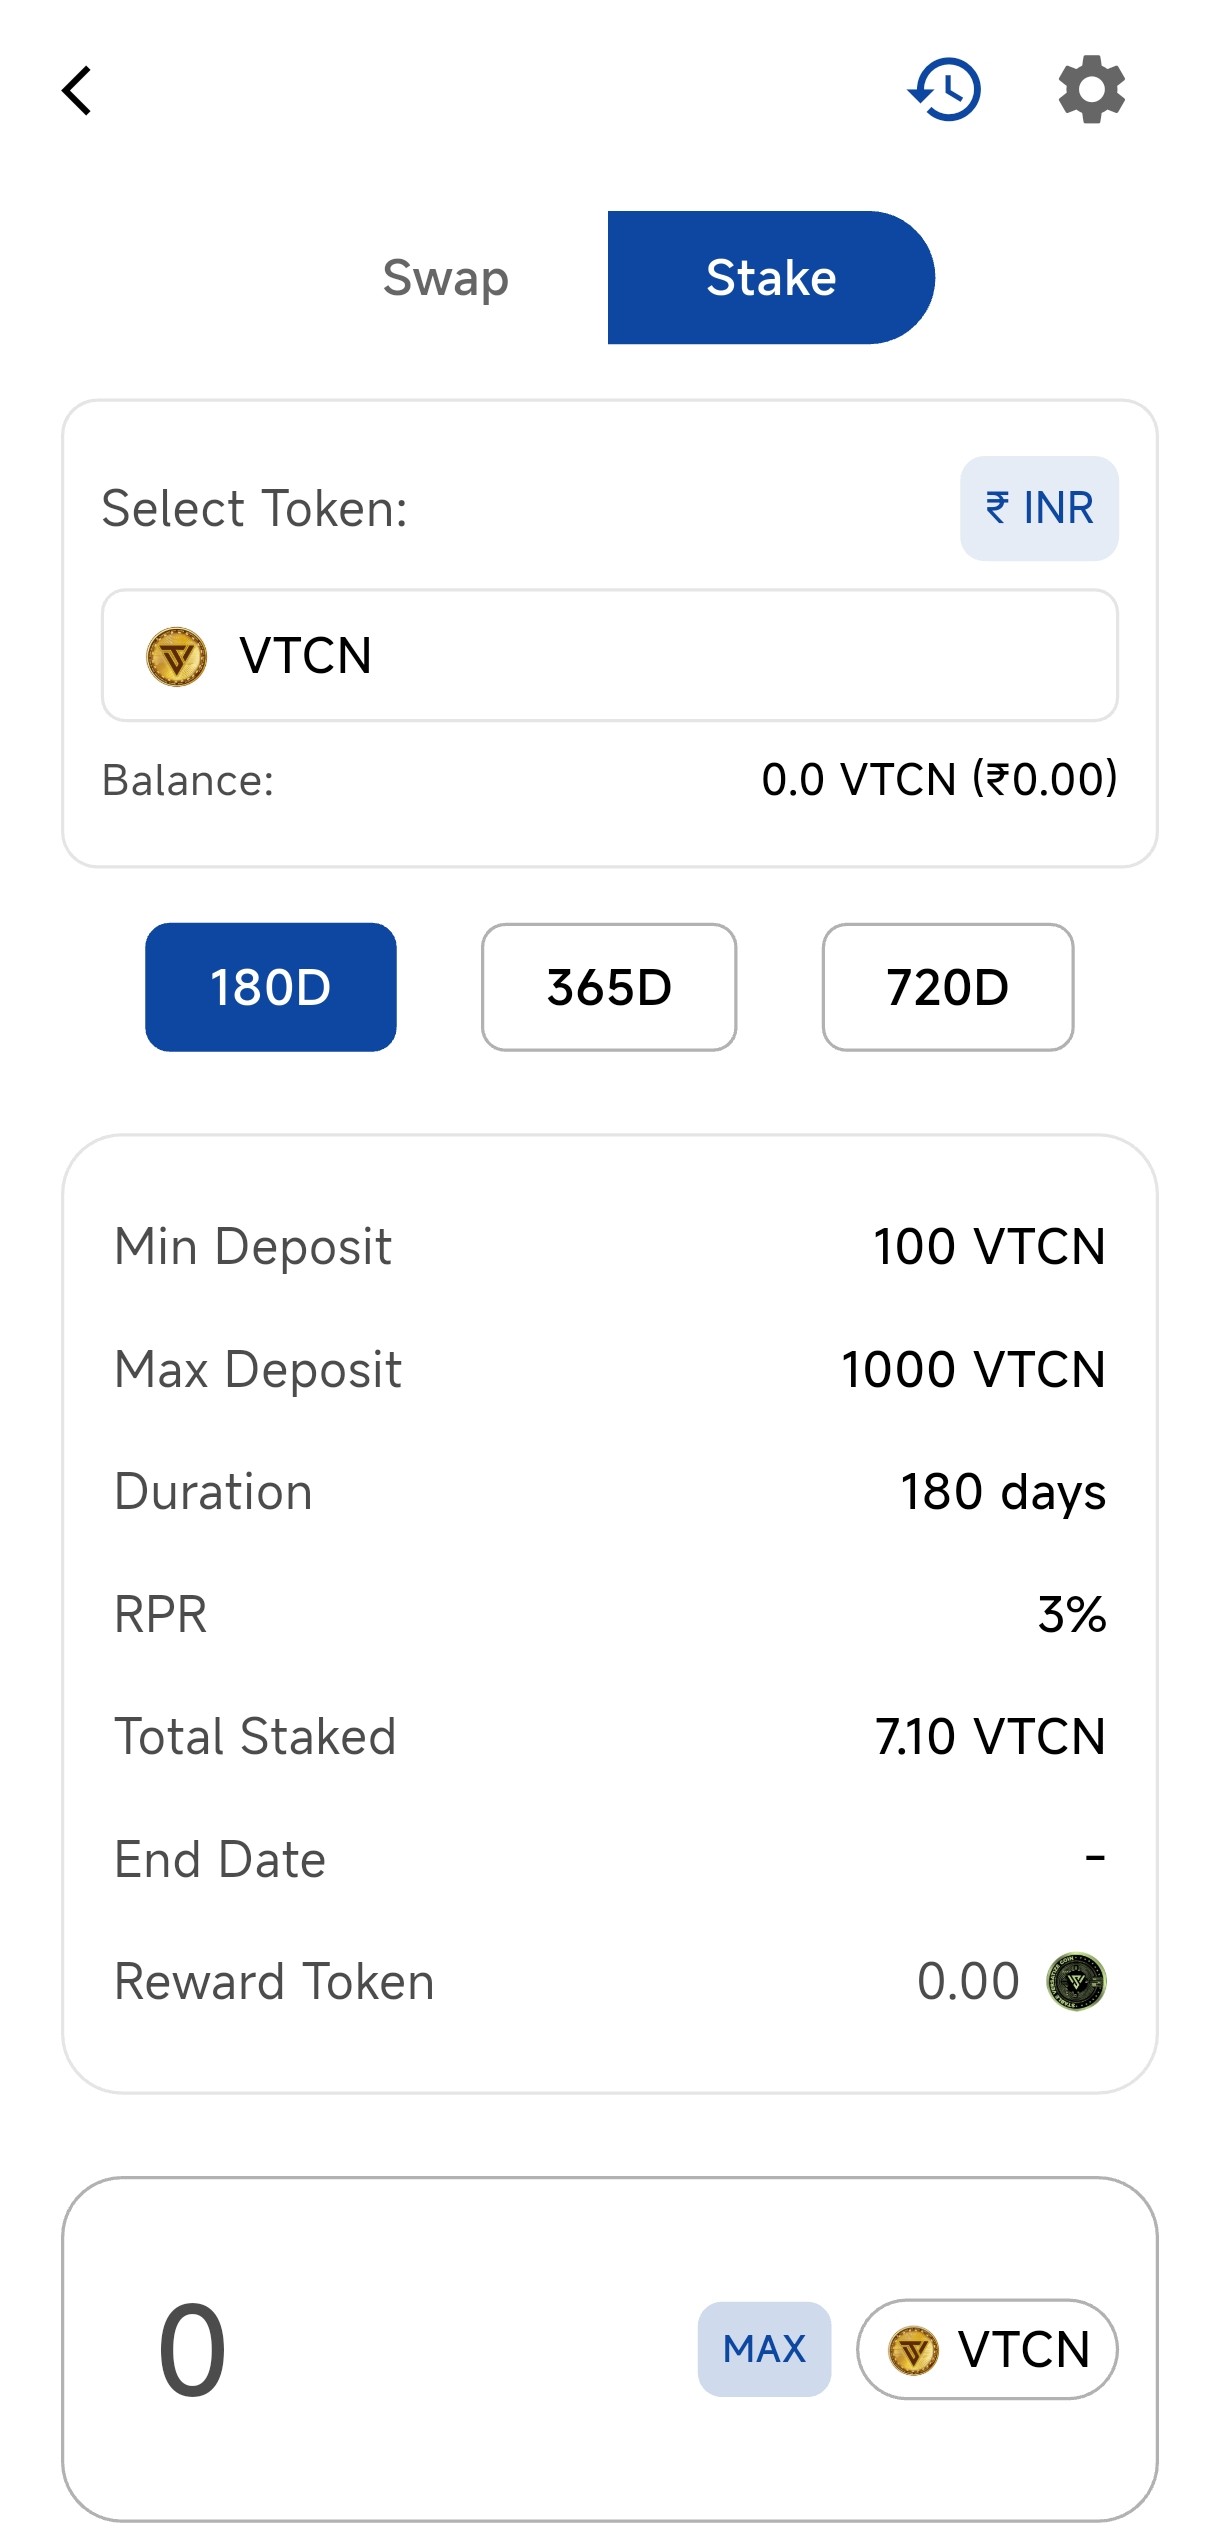 Swap Stake
Select Token: ₹ INR
VTCN
Balance: 0.0 VTCN (₹0.00)
180D 365D 720D
Min Deposit 100 VTCN
Max Deposit 1000 VTCN
Duration 180 days
RPR 3%
Total Staked 7.10 VTCN
End Date -
Reward Token 0.00
0 MAX VTCN